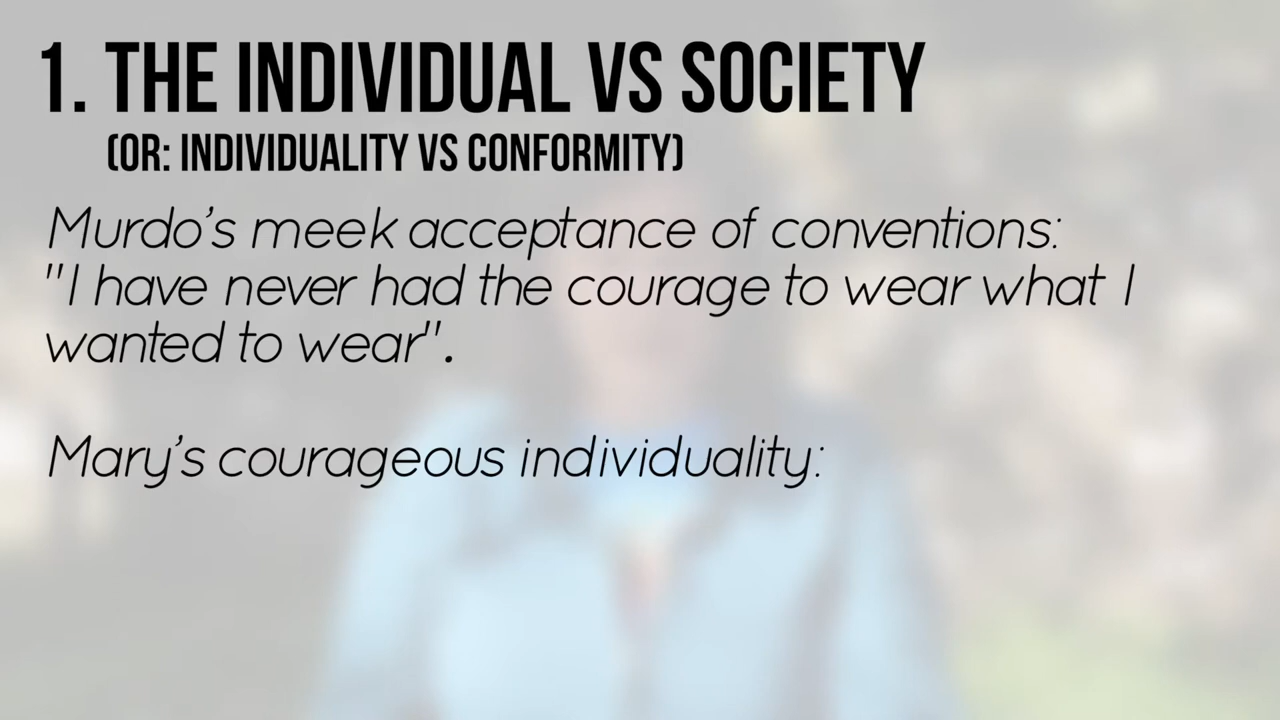 1. THE INDIVIDUAL VS SOCIETY
(OR: INDIVIDUALITY VS CONFORMITY)
Murdo's meek acceptance of conventions:
"I have never had the courage to wear what I
wanted to wear".
Mary's courageous individuality: